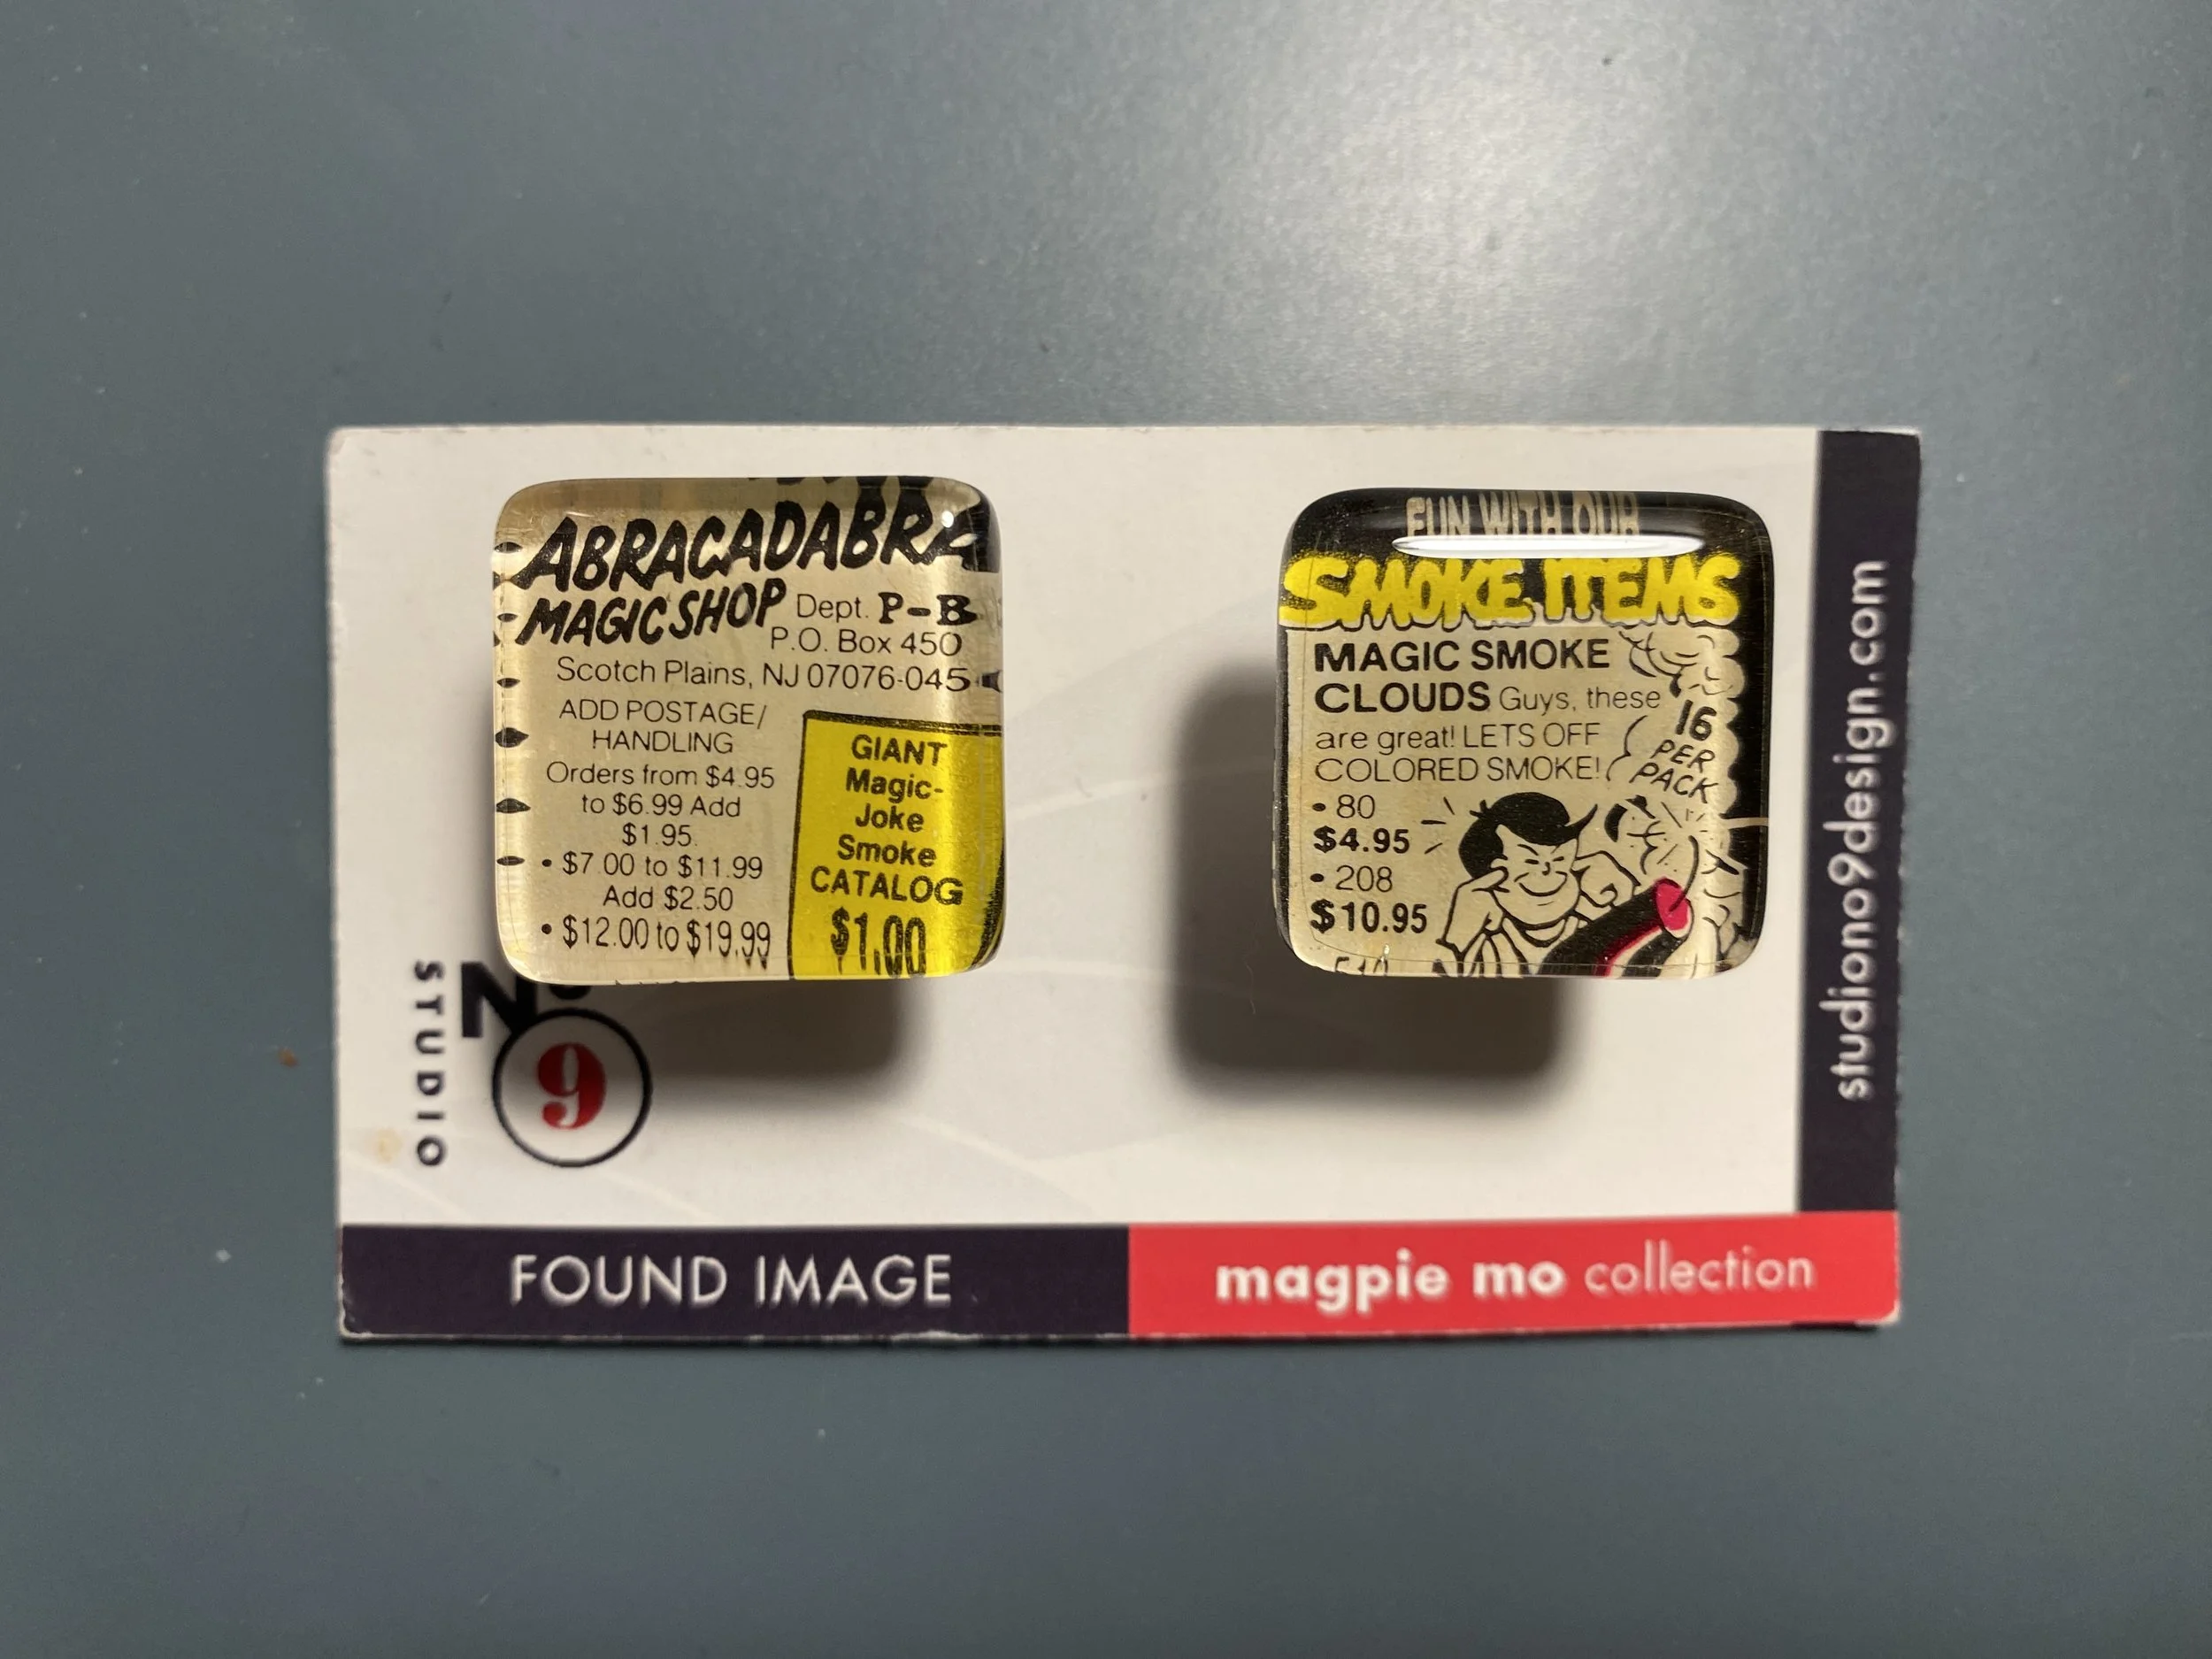 ABRACADABRA
MAGIC SHOP Dept. P-B
P.O. Box 450
Scotch Plains, NJ 07076-045
ADD POSTAGE/
HANDLING
Orders from $4.95
to $6.99 Add
$1.95.
• $7.00 to $11.99
Add $2.50
• $12.00 to $19.99
GIANT
Magic-
Joke
Smoke
CATALOG
$1.00
FUN WITH OUR
SMOKE ITEMS
MAGIC SMOKE
CLOUDS Guys, these
are great! LETS OFF
COLORED SMOKE!
• 80
$4.95
• 208
$10.95
16
PER
PACK
STUDIO
No
9
FOUND IMAGE
magpie mo collection
studiono9design.com